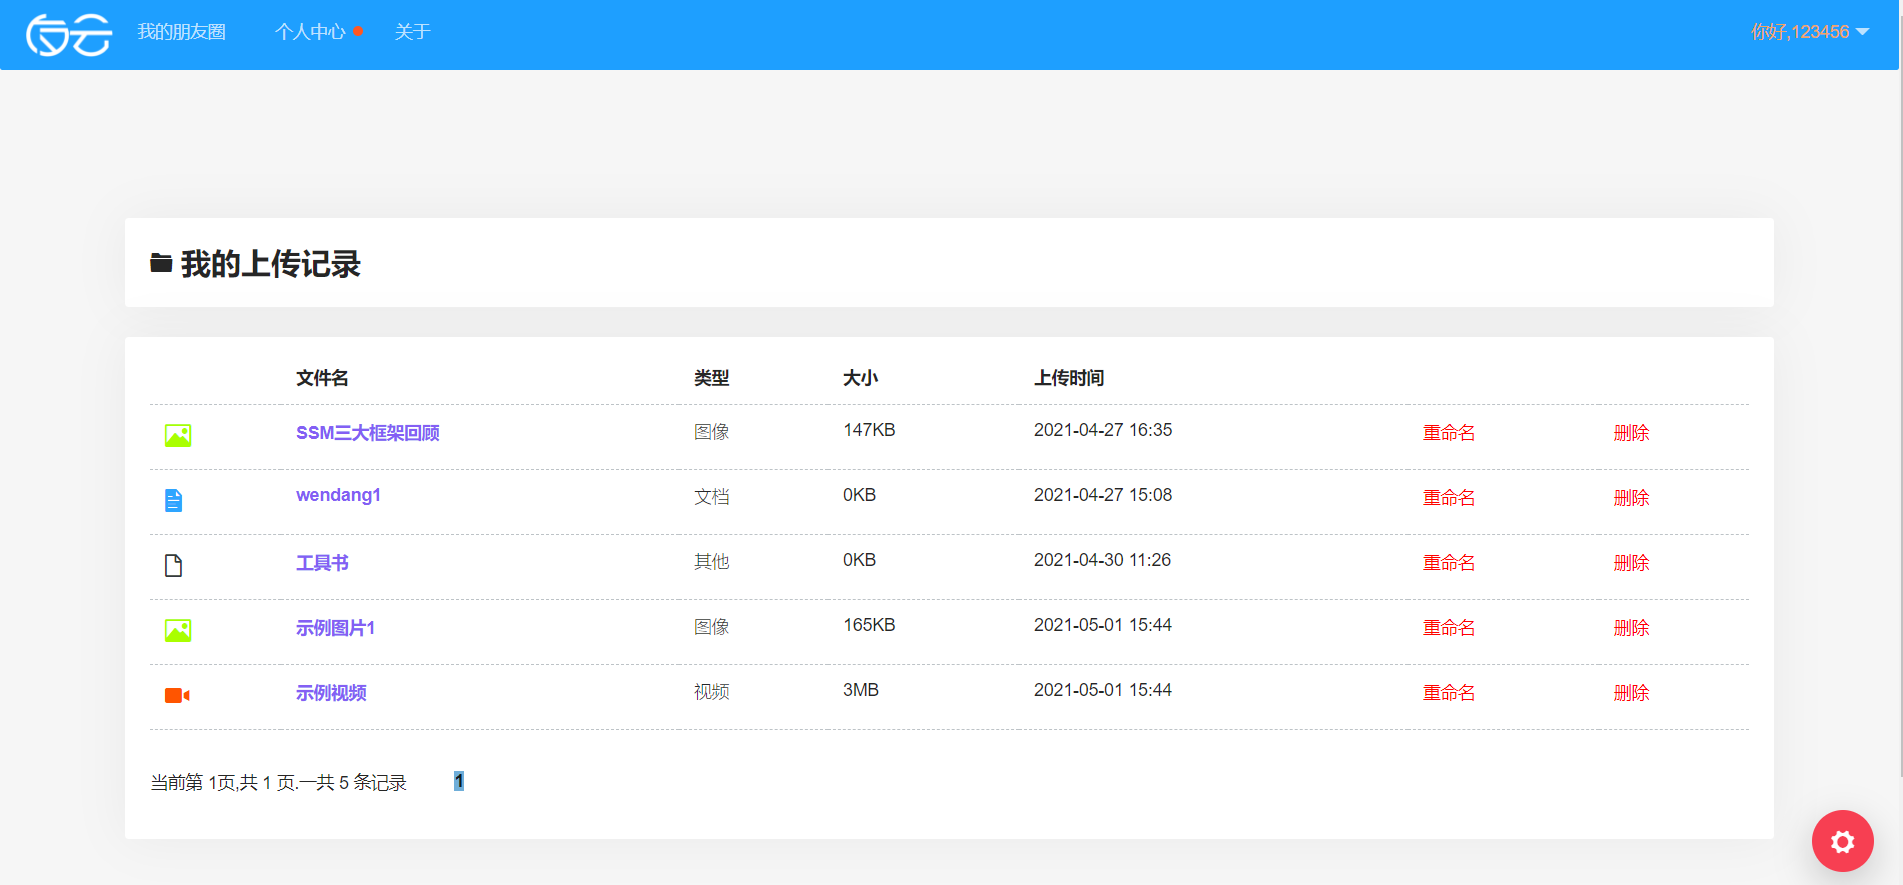 友云 我的朋友圈 个人中心 关于 你好,123456
我的上传记录
文件名 类型 大小 上传时间
SSM三大框架回顾 图像 147KB 2021-04-27 16:35 重命名 删除
wendang1 文档 0KB 2021-04-27 15:08 重命名 删除
工具书 其他 0KB 2021-04-30 11:26 重命名 删除
示例图片1 图像 165KB 2021-05-01 15:44 重命名 删除
示例视频 视频 3MB 2021-05-01 15:44 重命名 删除
当前第 1页,共 1 页.一共 5 条记录 1